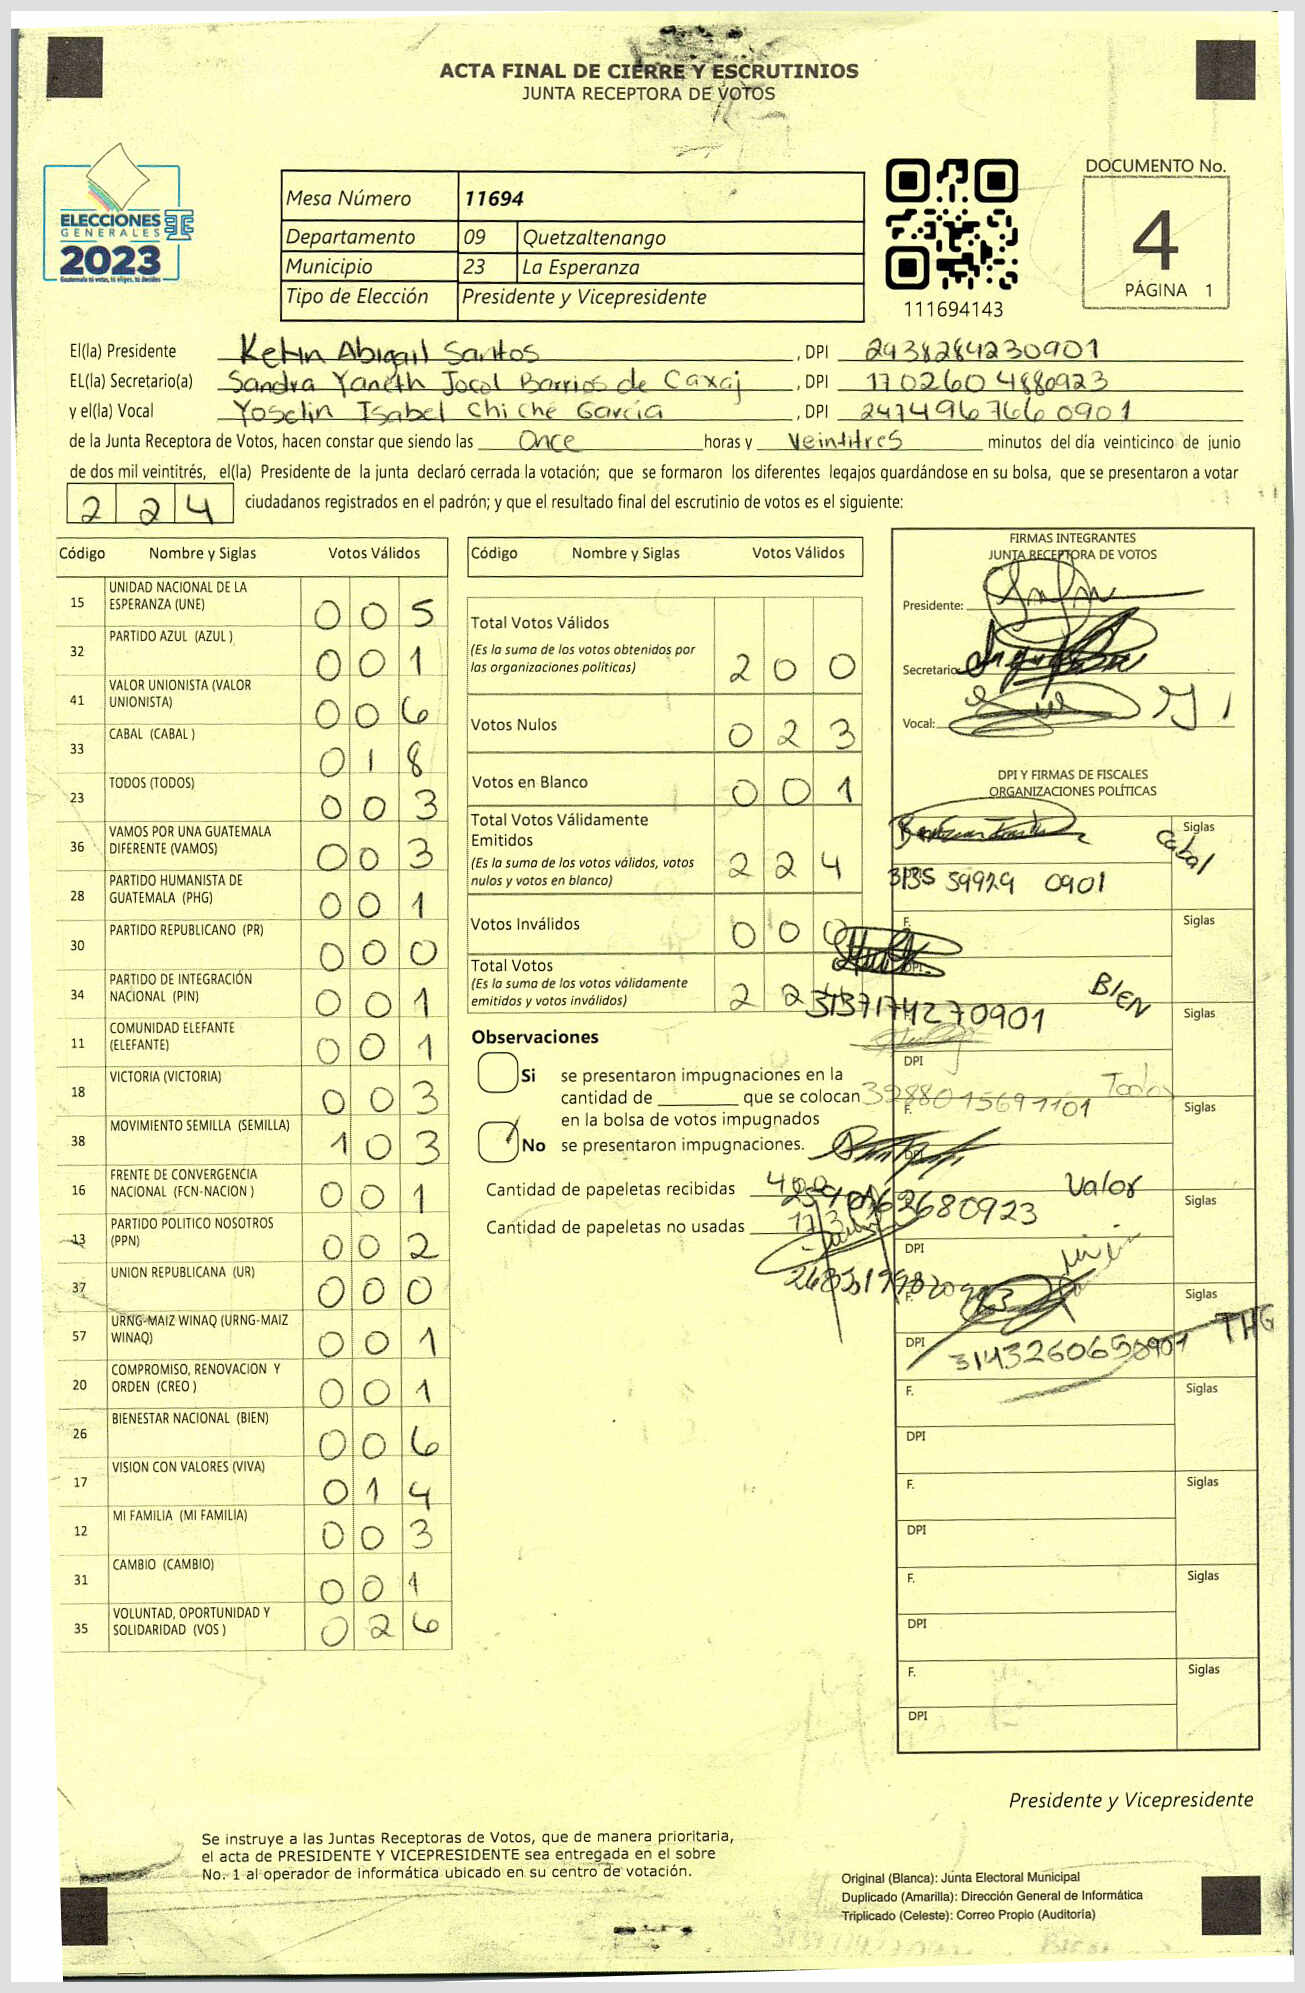 ACTA FINAL DE CIERRE Y ESCRUTINIOS
JUNTA RECEPTORA DE VOTOS
ELECCIONES
GENERALES
2023
Guatemala tú votas, tú eliges, tú decides
Mesa Número 11694
Departamento 09 Quetzaltenango
Municipio 23 La Esperanza
Tipo de Elección Presidente y Vicepresidente
111694143
DOCUMENTO No.
4
PÁGINA 1
El(la) Presidente Ketin Abigail Santos , DPI 2438284230901
EL(la) Secretario(a) Sandra Yaneth Jocol Barrios de Caxaj , DPI 1702604880923
y el(la) Vocal Yoselin Isabel Chiché García , DPI 2474967660901
de la Junta Receptora de Votos, hacen constar que siendo las Once horas y veintitres minutos del día veinticinco de junio
de dos mil veintitrés, el(la) Presidente de la junta declaró cerrada la votación; que se formaron los diferentes legajos guardándose en su bolsa, que se presentaron a votar
2 2 4 ciudadanos registrados en el padrón; y que el resultado final del escrutinio de votos es el siguiente:
Código Nombre y Siglas Votos Válidos
15 UNIDAD NACIONAL DE LA
ESPERANZA (UNE) 0 0 5
32 PARTIDO AZUL (AZUL ) 0 0 1
41 VALOR UNIONISTA (VALOR
UNIONISTA) 0 0 6
33 CABAL (CABAL ) 0 1 8
23 TODOS (TODOS) 0 0 3
36 VAMOS POR UNA GUATEMALA
DIFERENTE (VAMOS) 0 0 3
28 PARTIDO HUMANISTA DE
GUATEMALA (PHG) 0 0 1
30 PARTIDO REPUBLICANO (PR) 0 0 0
34 PARTIDO DE INTEGRACIÓN
NACIONAL (PIN) 0 0 1
11 COMUNIDAD ELEFANTE
(ELEFANTE) 0 0 1
18 VICTORIA (VICTORIA) 0 0 3
38 MOVIMIENTO SEMILLA (SEMILLA) 1 0 3
16 FRENTE DE CONVERGENCIA
NACIONAL (FCN-NACION ) 0 0 1
13 PARTIDO POLITICO NOSOTROS
(PPN) 0 0 2
37 UNION REPUBLICANA (UR) 0 0 0
57 URNG-MAIZ WINAQ (URNG-MAIZ
WINAQ) 0 0 1
20 COMPROMISO, RENOVACION Y
ORDEN (CREO ) 0 0 1
26 BIENESTAR NACIONAL (BIEN) 0 0 6
17 VISION CON VALORES (VIVA) 0 1 4
12 MI FAMILIA (MI FAMILIA) 0 0 3
31 CAMBIO (CAMBIO) 0 0 1
35 VOLUNTAD, OPORTUNIDAD Y
SOLIDARIDAD (VOS ) 0 2 6
Código Nombre y Siglas Votos Válidos
Total Votos Válidos
(Es la suma de los votos obtenidos por
las organizaciones políticas) 2 0 0
Votos Nulos 0 2 3
Votos en Blanco 0 0 1
Total Votos Válidamente
Emitidos
(Es la suma de los votos válidos, votos
nulos y votos en blanco) 2 2 4
Votos Inválidos 0 0 0
Total Votos
(Es la suma de los votos válidamente
emitidos y votos inválidos) 2 2
Observaciones
Si se presentaron impugnaciones en la
cantidad de ________ que se colocan
en la bolsa de votos impugnados
No se presentaron impugnaciones.
Cantidad de papeletas recibidas 400
Cantidad de papeletas no usadas
FIRMAS INTEGRANTES
JUNTA RECEPTORA DE VOTOS
Presidente:
Secretario:
Vocal:
DPI Y FIRMAS DE FISCALES
ORGANIZACIONES POLÍTICAS
Siglas
Cabal
3135 59929 0901
F.
Siglas
DPI
BIEN
3137174270901
Siglas
DPI
Todos
3988015691101
F.
Siglas
DPI
Valor
62680923
Siglas
DPI
F.
Siglas
DPI
3143260650901
F.
Siglas
DPI
F.
Siglas
DPI
F.
Siglas
DPI
F.
Siglas
DPI
Presidente y Vicepresidente
Se instruye a las Juntas Receptoras de Votos, que de manera prioritaria,
el acta de PRESIDENTE Y VICEPRESIDENTE sea entregada en el sobre
No. 1 al operador de informática ubicado en su centro de votación.
Original (Blanca): Junta Electoral Municipal
Duplicado (Amarilla): Dirección General de Informática
Triplicado (Celeste): Correo Propio (Auditoría)